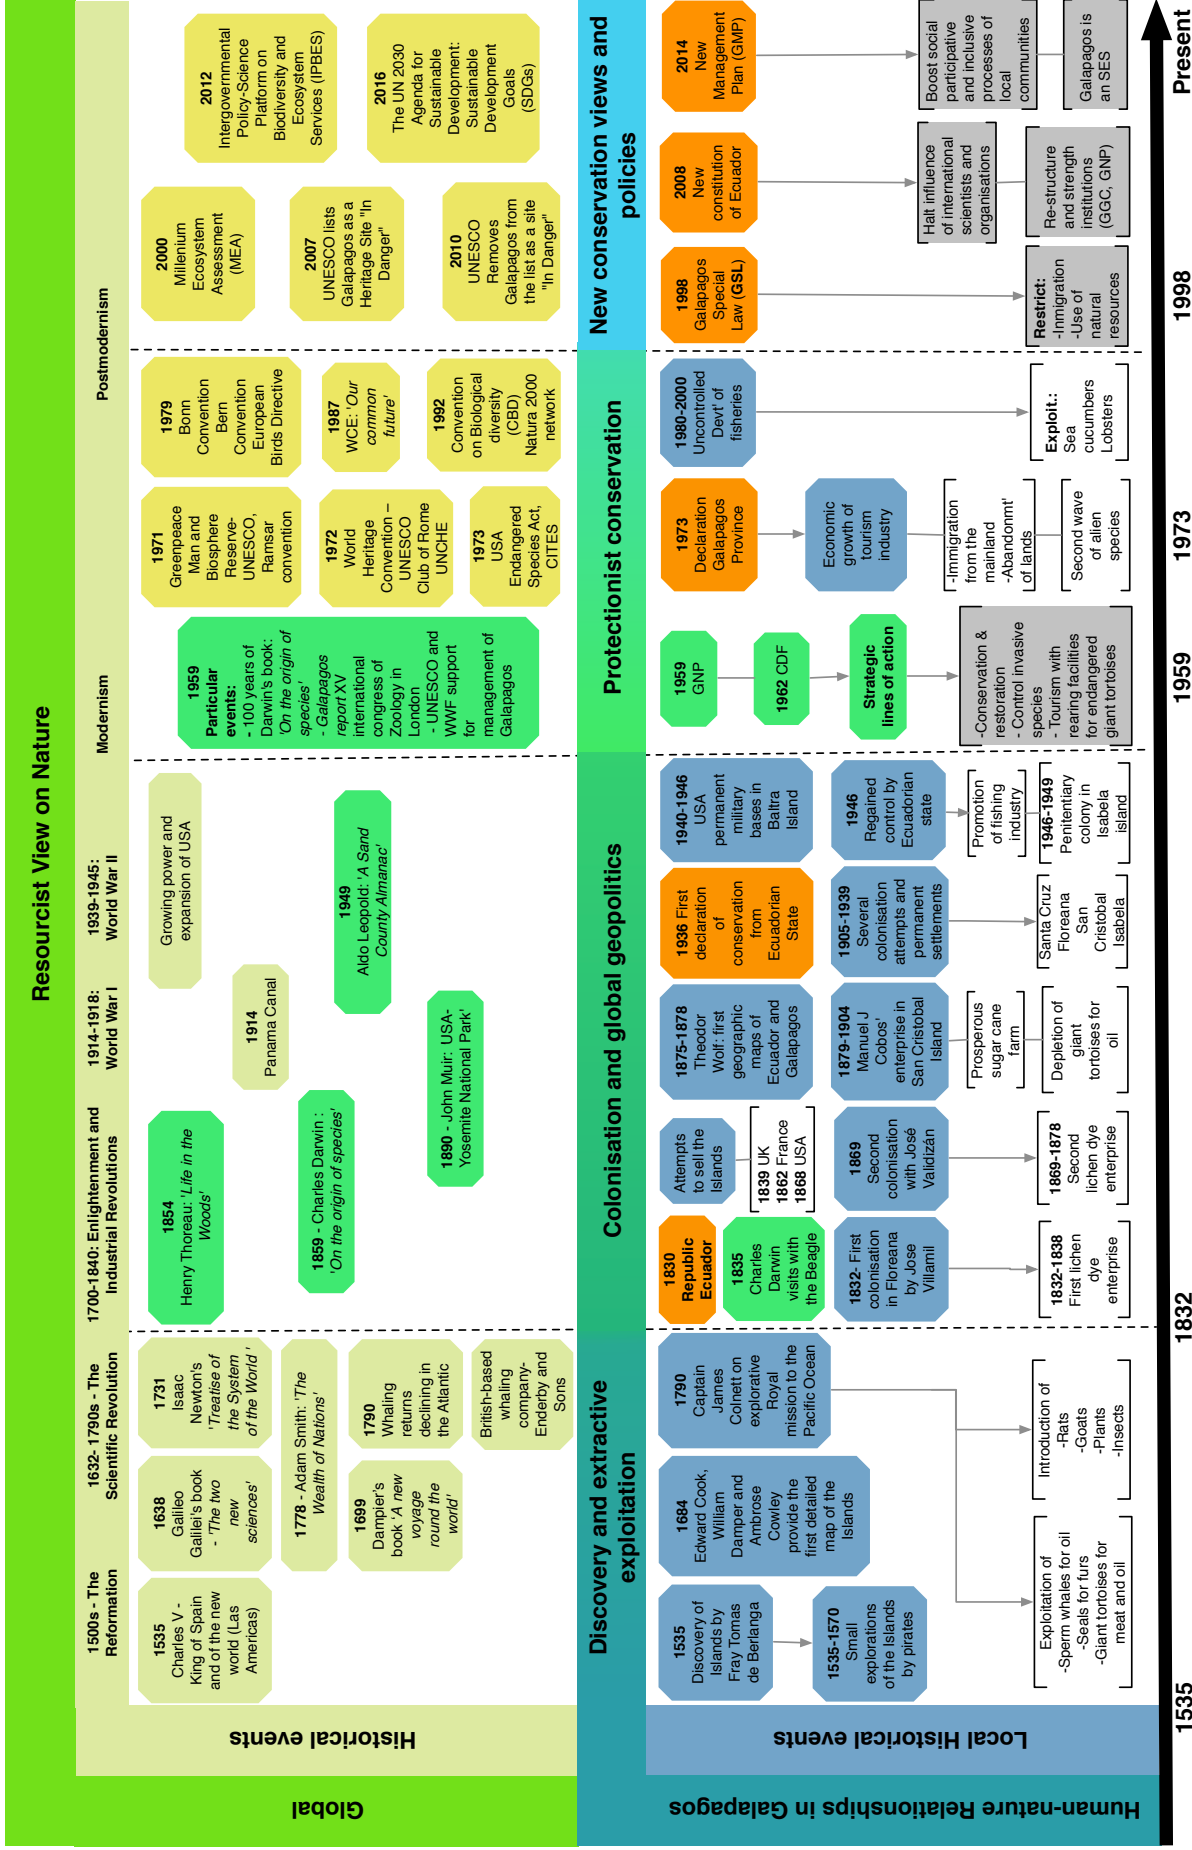 Resourcist View on Nature
Global
Historical events
1500s - The
Reformation
1632- 1790s - The
Scientific Revolution
1700-1840: Enlightement and
Industrial Revolutions
1914-1918:
World War I
1939-1945:
World War II
Modernism
Postmodernism
1535
Charles V -
King of Spain
and of the new
world (Las
Americas)
1638
Galileo
Galilei's book
- 'The two
new
sciences'
1731
Isaac
Newton's
'Treatise of
the System
of the World '
1778 - Adam Smith: 'The
Wealth of Nations'
1699
Dampier's
book 'A new
voyage
round the
world'
1790
Whaling
returns
declining in
the Atlantic
British-based
whaling
company-
Enderby and
Sons
1854
Henry Thoreau: 'Life in the
Woods'
1859 - Charles Darwin :
'On the origin of species'
1890 - John Muir: USA-
Yosemite National Park'
1914
Panama Canal
Growing power and
expansion of USA
1949
Aldo Leopold: 'A Sand
County Almanac'
1959
Particular
events:
- 100 years of
Darwin's book:
'On the origin of
species'
- Galapagos
report XV
international
congress of
Zoology in
London
- UNESCO and
WWF support
for
management of
Galapagos
1971
Greenpeace
Man and
Biosphere
Reserve-
UNESCO,
Ramsar
convention
1972
World
Heritage
Convention –
UNESCO
Club of Rome
UNCHE
1973
USA
Endangered
Species Act,
CITES
1979
Bonn
Convention
Bern
Convention
European
Birds Directive
1987
WCE: 'Our
common
future'
1992
Convention
on Biological
diversity
(CBD)
Natura 2000
network
2000
Millenium
Ecosystem
Assessment
(MEA)
2007
UNESCO lists
Galapagos as a
Heritage Site "In
Danger"
2010
UNESCO
Removes
Galapagos from
the list as a site
"In Danger"
2012
Intergovernmental
Policy-Science
Platform on
Biodiversity and
Ecosystem
Services (IPBES)
2016
The UN 2030
Agenda for
Sustainable
Development:
Sustainable
Development
Goals
(SDGs)
Human-nature-nature Relationships in Galapagos
Local Historical events
Discovery and extractive
exploitation
Colonisation and global geopolitics
Protectionist conservation
New conservation views and
policies
1535
Discovery of
Islands by
Fray Tomas
de Berlanga
1535-1570
Small
explorations
of the Islands
by pirates
1684
Edward Cook,
William
Damper and
Ambrose
Cowley
provide the
first detailed
map of the
Islands
1790
Captain
James
Colnett on
explorative
Royal
mission to the
Pacific Ocean
Exploitation of
-Sperm whales for oil
-Seals for furs
-Giant tortoises for
meat and oil
Introduction of
-Rats
-Goats
-Plants
-Insects
1830
Republic
Ecuador
1835
Charles
Darwin
visits with
the Beagle
1832- First
colonisation
in Floreana
by Jose
Villamil
1832-1838
First lichen
dye
enterprise
Attempts
to sell the
Islands
1839 UK
1862 France
1868 USA
1869
Second
colonisation
with José
Validizán
1869-1878
Second
lichen dye
enterprise
1875-1878
Theodor
Wolf: first
geographic
maps of
Ecuador and
Galapagos
1879-1904
Manuel J
Cobos'
enterprise in
San Cristobal
Island
Prosperous
sugar cane
farm
Depletion of
giant
tortoises for
oil
1936 First
declaration
of
conservation
from
Ecuadorian
State
1905-1939
Several
colonisation
attempts and
permanent
settlements
Santa Cruz
Floreana
San
Cristobal
Isabela
1940-1946
USA
permanent
military
bases in
Baltra
Island
1946
Regained
control by
Ecuadorian
state
Promotion
of fishing
industry
1946-1949
Penitentiary
colony in
Isabela
island
1959
GNP
1962 CDF
Strategic
lines of action
-Conservation &
restoration
- Control invasive
species
- Tourism with
rearing facilities
for endangered
giant tortoises
1973
Declaration
Galapagos
Province
Economic
growth of
tourism
industry
-Immigration
from the
mainland
-Abandonmt'
of lands
Second wave
of alien
species
1980-2000
Uncontrolled
Devt' of
fisheries
Exploit.:
Sea
cucumbers
Lobsters
1998
Galapagos
Special
Law (GSL)
Restrict:
-Inmigration
-Use of
natural
resources
2008
New
constitution
of Ecuador
Halt influence
of international
scientists and
organisations
Re-structure
and strength
institutions
(GGC, GNP)
2014
New
Management
Plan (GMP)
Boost social
participative
and inclusive
processes of
local
communities
Galapagos is
an SES
1535
1832
1959
1973
1998
Present